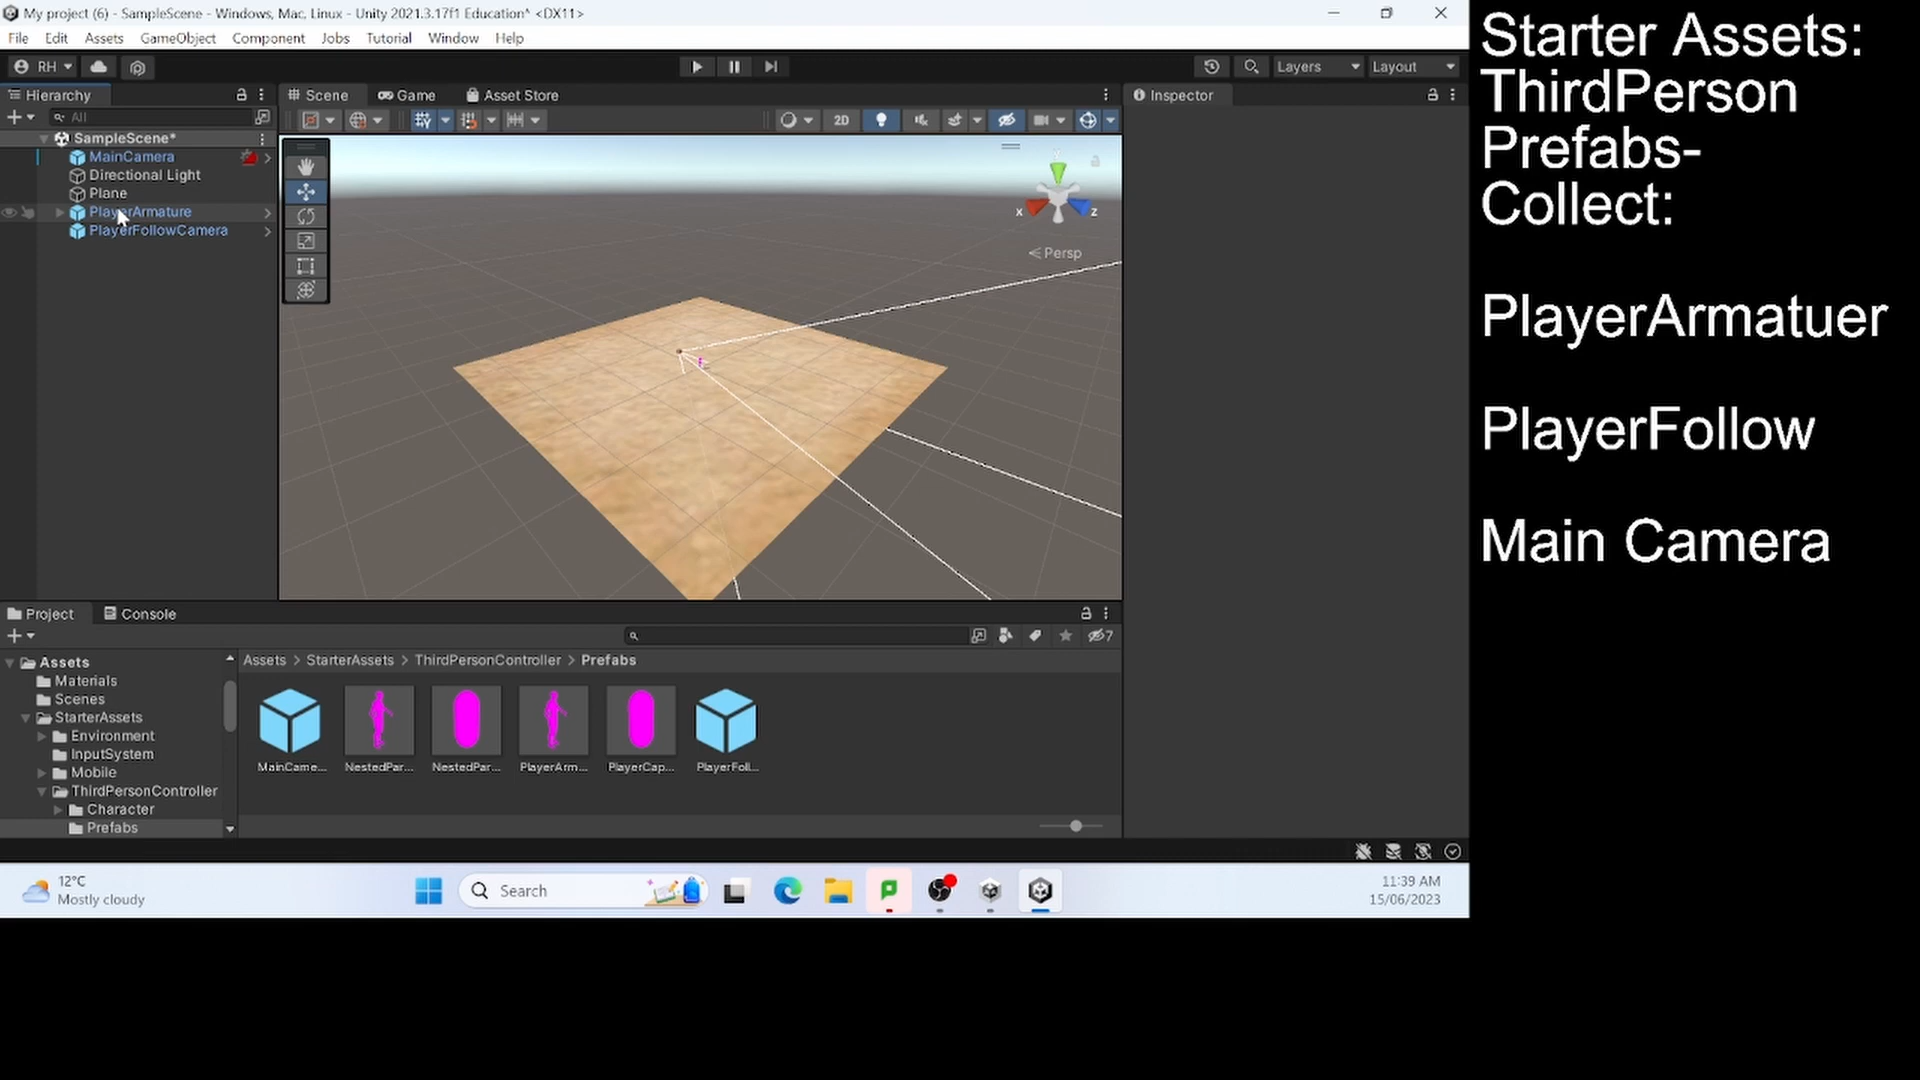 My project (6) - SampleScene - Windows, Mac, Linux - Unity 2021.3.17f1 Education* <DX11>
File Edit Assets GameObject Component Jobs Tutorial Window Help
RH
Layers
Layout
Hierarchy
Scene
Game
Asset Store
Inspector
All
2D
SampleScene*
MainCamera
Directional Light
Plane
PlayerArmature
PlayerFollowCamera
x
z
Persp
Project
Console
7
Assets
Materials
Scenes
StarterAssets
Environment
InputSystem
Mobile
ThirdPersonController
Character
Prefabs
Assets > StarterAssets > ThirdPersonController > Prefabs
MainCame...
NestedPar...
NestedPar...
PlayerArm...
PlayerCap...
PlayerFoll...
12°C
Mostly cloudy
Search
11:39 AM
15/06/2023
Starter Assets:
ThirdPerson
Prefabs-
Collect:
PlayerArmatuer
PlayerFollow
Main Camera